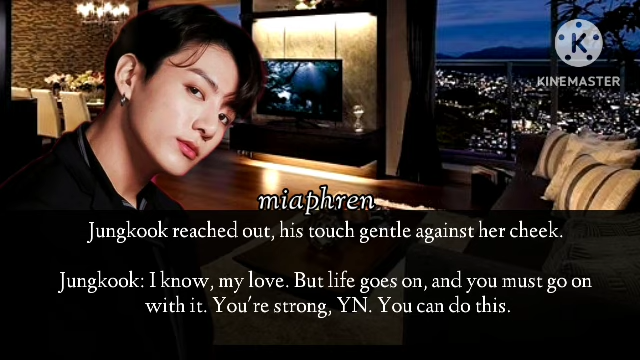 K
KINEMASTER
miaphren
Jungkook reached out, his touch gentle against her cheek.
Jungkook: I know, my love. But life goes on, and you must go on
with it. You're strong, YN. You can do this.